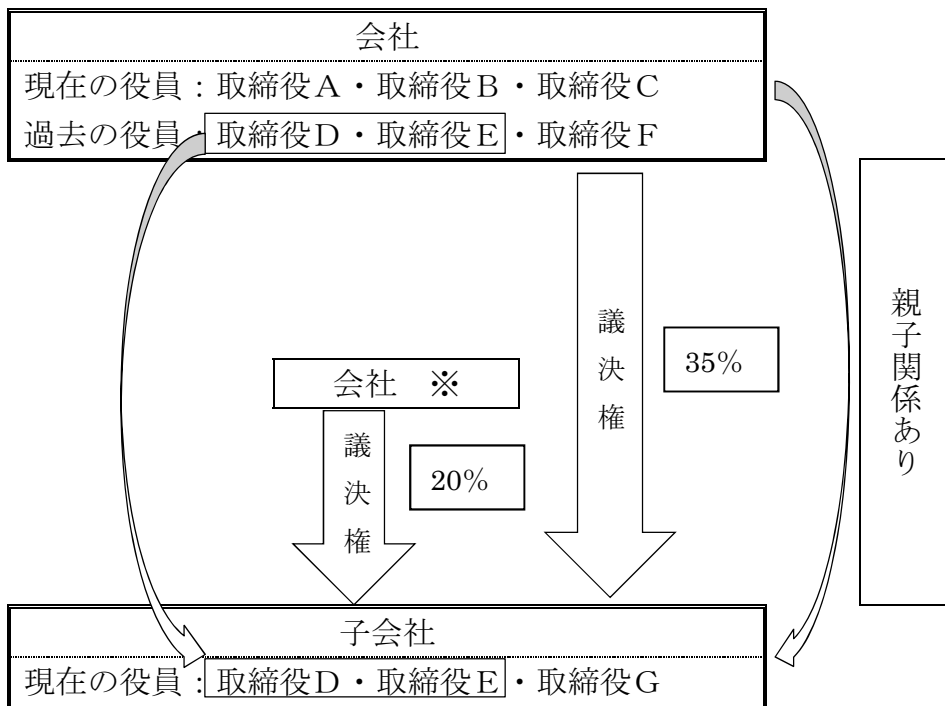 会社
現在の役員：取締役A・取締役B・取締役C
過去の役員：取締役D・取締役E・取締役F
議決権
35%
親子関係あり
会社　※
議決権
20%
子会社
現在の役員：取締役D・取締役E・取締役G